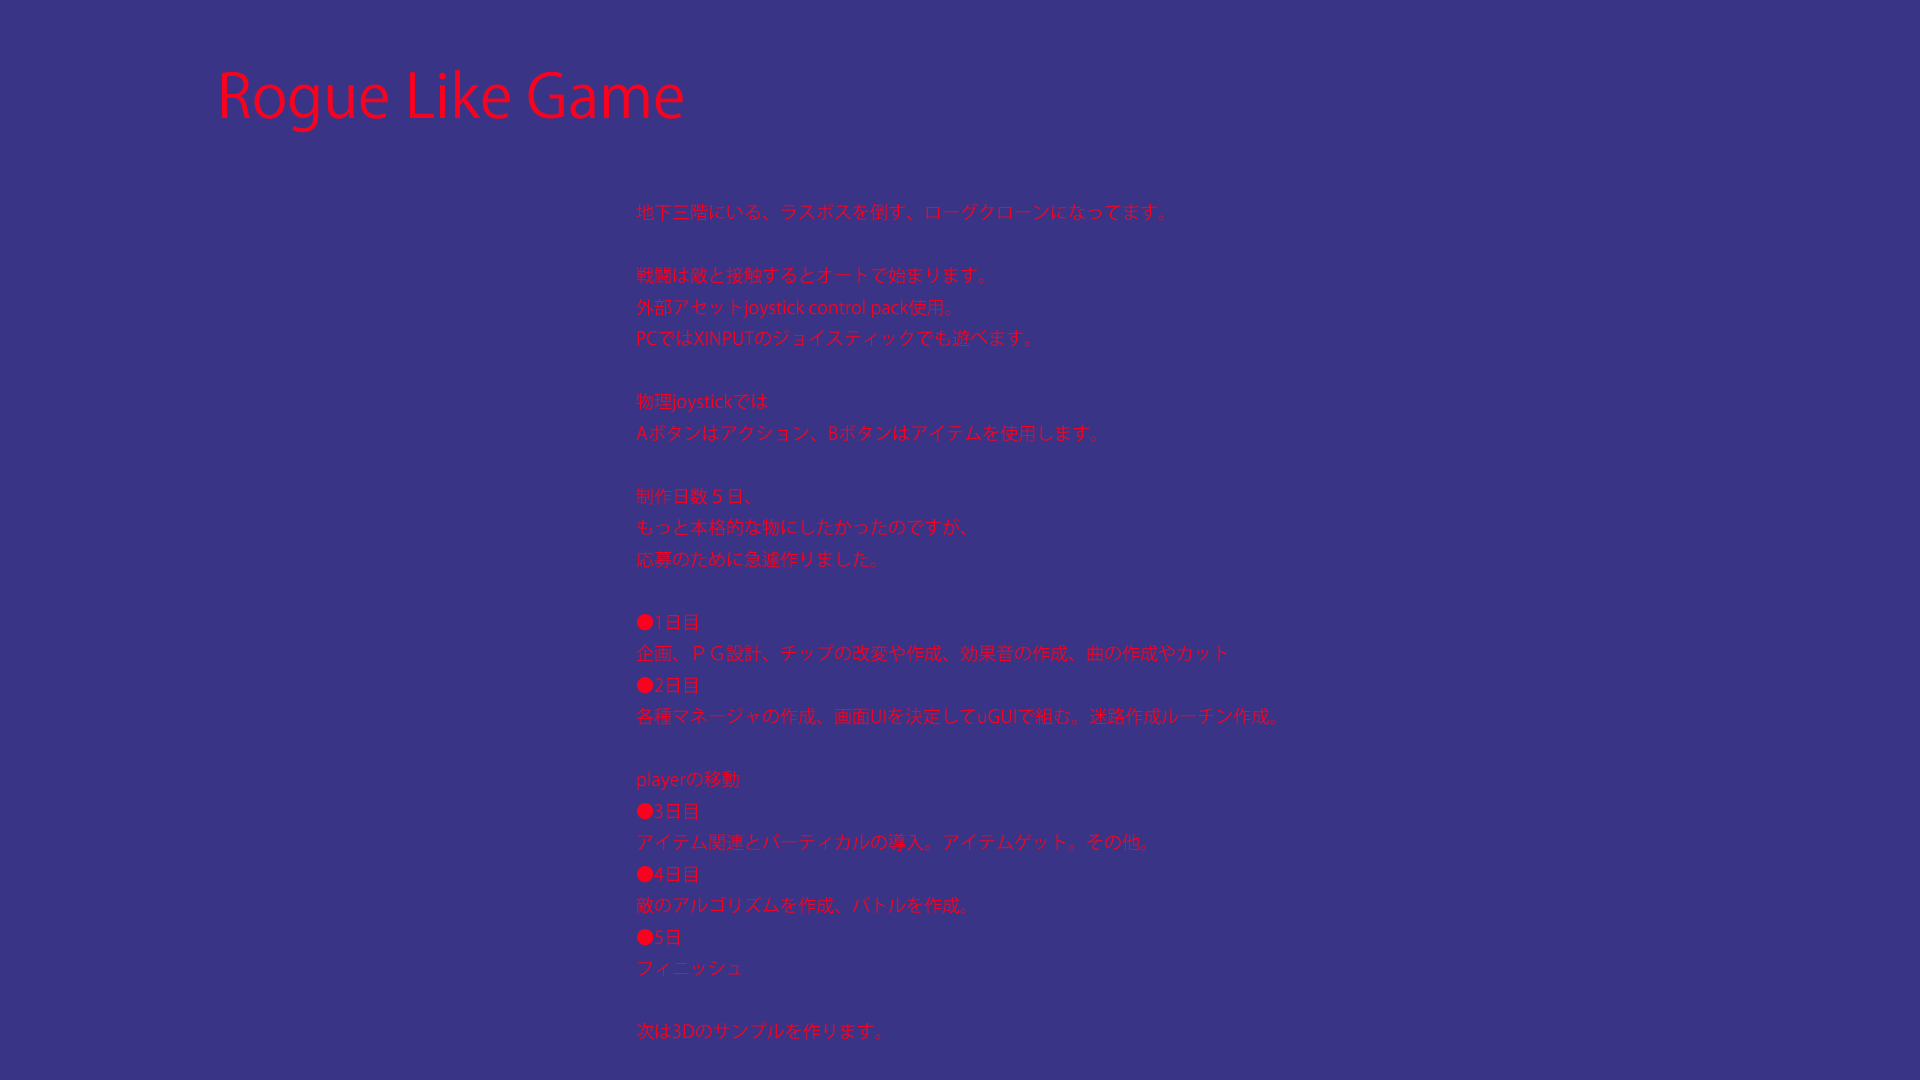 Rogue Like Game
地下三階にいる、ラスボスを倒す、ローグクローンになってます。
戦闘は敵と接触するとオートで始まります。
外部アセットjoystick control pack使用。
PCではXINPUTのジョイスティックでも遊べます。
物理joystickでは
Aボタンはアクション、Bボタンはアイテムを使用します。
制作日数５日、
もっと本格的な物にしたかったのですが、
応募のために急遽作りました。
●1日目
企画、ＰＧ設計、チップの改変や作成、効果音の作成、曲の作成やカット
●2日目
各種マネージャの作成、画面UIを決定してuGUIで組む。迷路作成ルーチン作成。
playerの移動
●3日目
アイテム関連とパーティカルの導入。アイテムゲット。その他。
●4日目
敵のアルゴリズムを作成、バトルを作成。
●5日
フィニッシュ
次は3Dのサンプルを作ります。